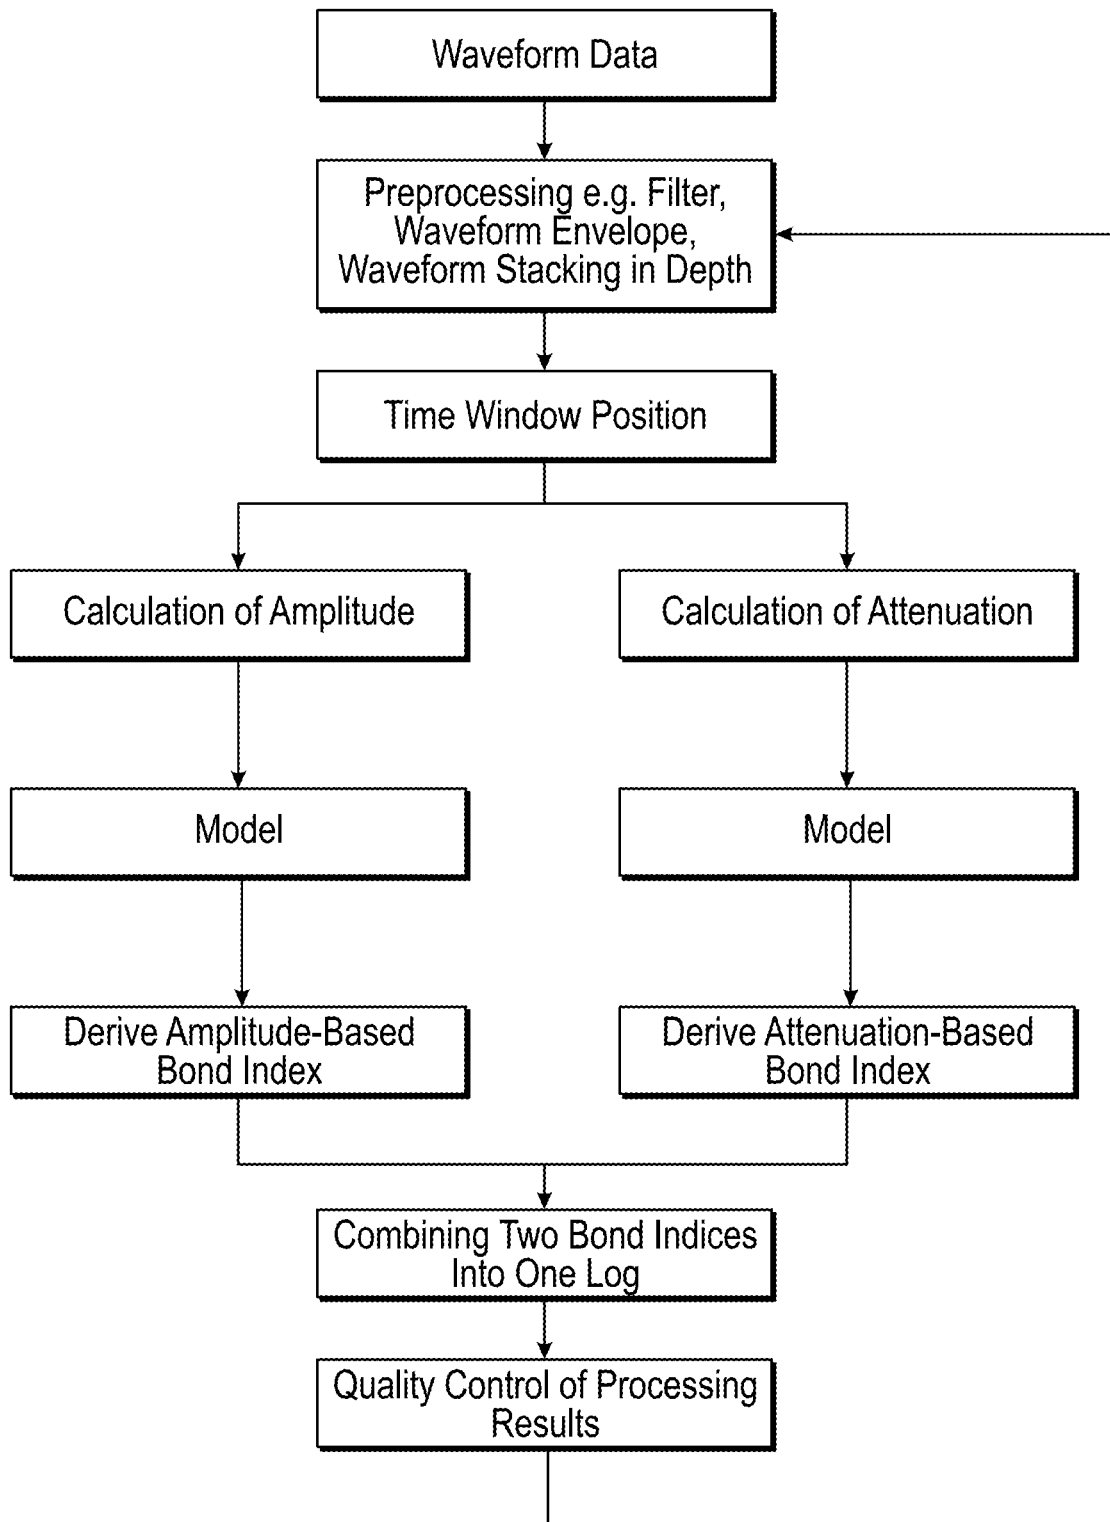 Waveform Data
Preprocessing e.g. Filter,
Waveform Envelope,
Waveform Stacking in Depth
Time Window Position
Calculation of Amplitude
Calculation of Attenuation
Model
Model
Derive Amplitude-Based
Bond Index
Derive Attenuation-Based
Bond Index
Combining Two Bond Indices
Into One Log
Quality Control of Processing
Results